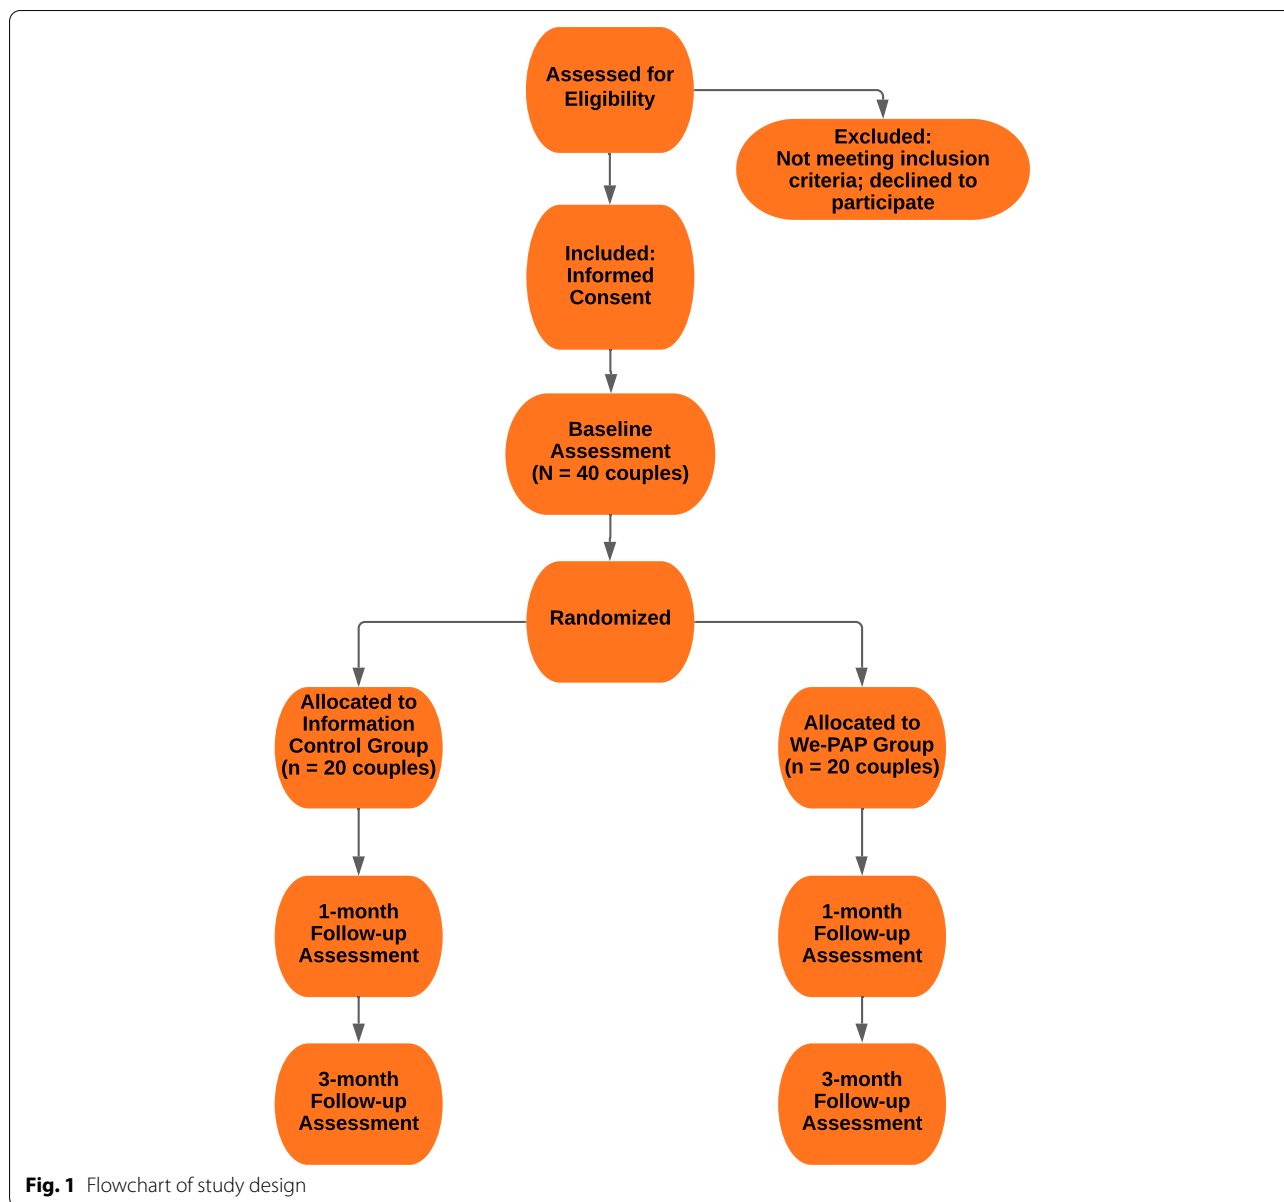 Assessed for
Eligibility
Excluded:
Not meeting inclusion
criteria; declined to
participate
Included:
Informed
Consent
Baseline
Assessment
(N = 40 couples)
Randomized
Allocated to
Information
Control Group
(n = 20 couples)
Allocated to
We-PAP Group
(n = 20 couples)
1-month
Follow-up
Assessment
1-month
Follow-up
Assessment
3-month
Follow-up
Assessment
3-month
Follow-up
Assessment
Fig. 1 Flowchart of study design